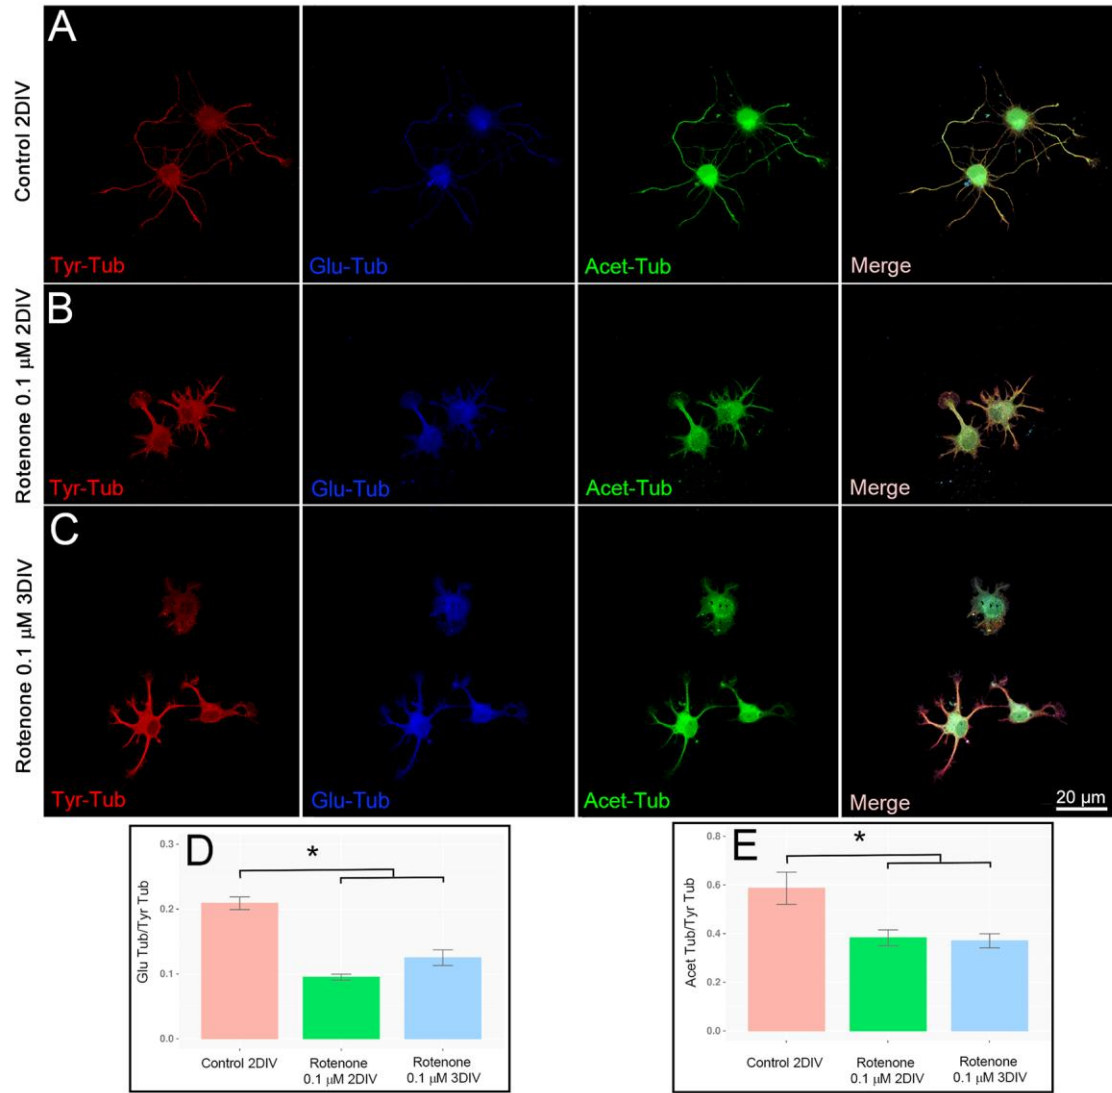 A
Control 2DIV
Tyr-Tub
Glu-Tub
Acet-Tub
Merge
B
Rotenone 0.1 µM 2DIV
Tyr-Tub
Glu-Tub
Acet-Tub
Merge
C
Rotenone 0.1 µM 3DIV
Tyr-Tub
Glu-Tub
Acet-Tub
Merge
20 µm
D
*
Glu Tub/Tyr Tub
0.3
0.2
0.1
0.0
Control 2DIV
Rotenone
0.1 µM 2DIV
Rotenone
0.1 µM 3DIV
E
*
Acet Tub/Tyr Tub
0.8
0.6
0.4
0.2
0.0
Control 2DIV
Rotenone
0.1 µM 2DIV
Rotenone
0.1 µM 3DIV